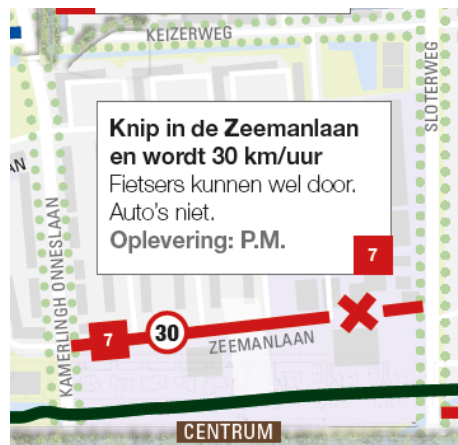 KEIZERWEG
SLOTERWEG
AN
Knip in de Zeemanlaan
en wordt 30 km/uur
Fietsers kunnen wel door.
Auto's niet.
Oplevering: P.M.
7
KAMERLINGH ONNESLAAN
7
30
ZEEMANLAAN
CENTRUM